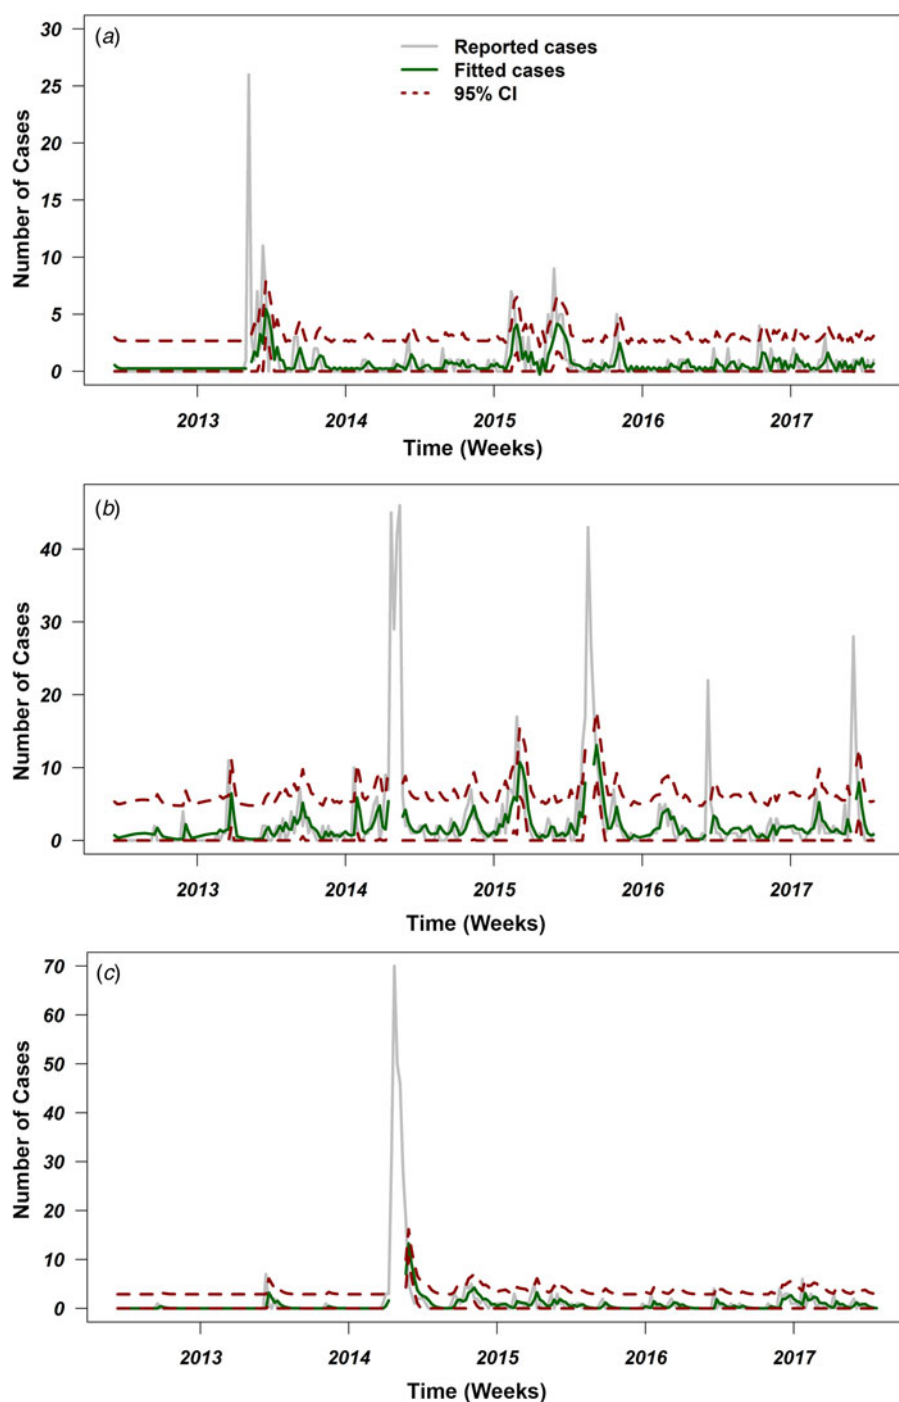 (a)
Reported cases
Fitted cases
95% CI
Number of Cases
30
25
20
15
10
5
0
2013 2014 2015 2016 2017
Time (Weeks)
(b)
Number of Cases
40
30
20
10
0
2013 2014 2015 2016 2017
Time (Weeks)
(c)
Number of Cases
70
60
50
40
30
20
10
0
2013 2014 2015 2016 2017
Time (Weeks)